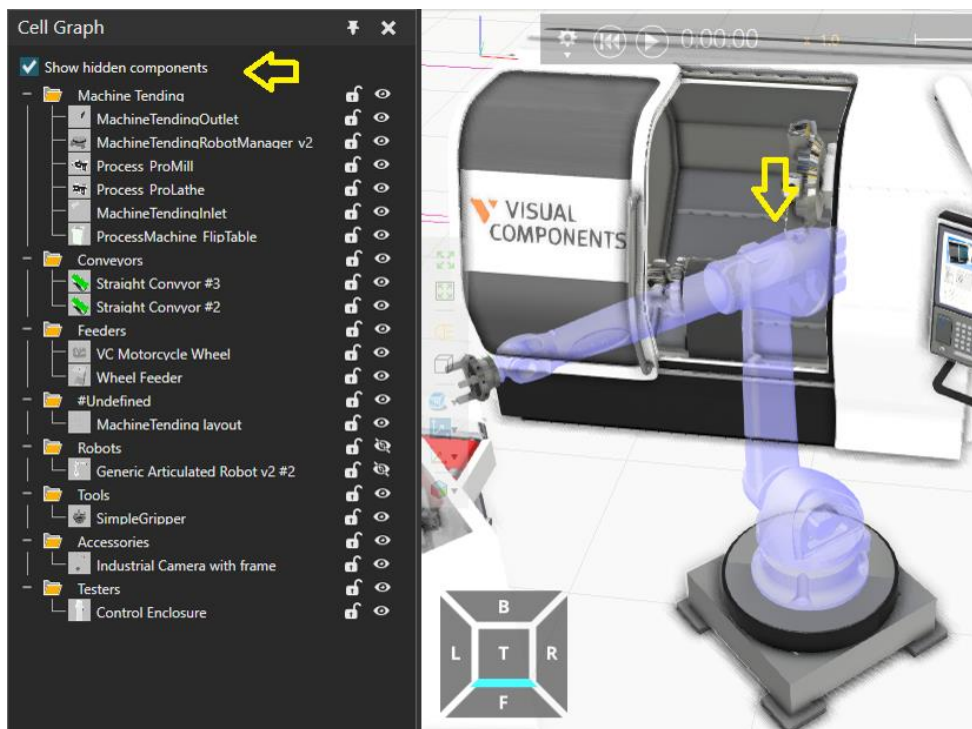 Cell Graph
Show hidden components
Machine Tending
MachineTendingOutlet
MachineTendingRobotManager v2
Process ProMill
Process ProLathe
MachineTendingInlet
ProcessMachine FlipTable
Conveyors
Straight Convyor #3
Straight Convyor #2
Feeders
VC Motorcycle Wheel
Wheel Feeder
#Undefined
MachineTending layout
Robots
Generic Articulated Robot v2 #2
Tools
SimpleGripper
Accessories
Industrial Camera with frame
Testers
Control Enclosure
0:00:00 x 1.0
VISUAL
COMPONENTS
B
L T R
F